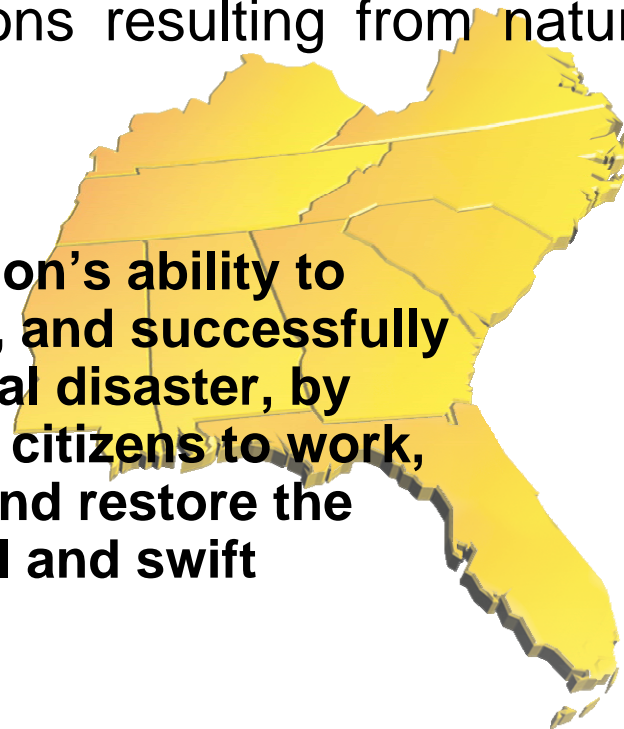 ons resulting from natur
on’s ability to
, and successfully
al disaster, by
citizens to work,
nd restore the
l and swift